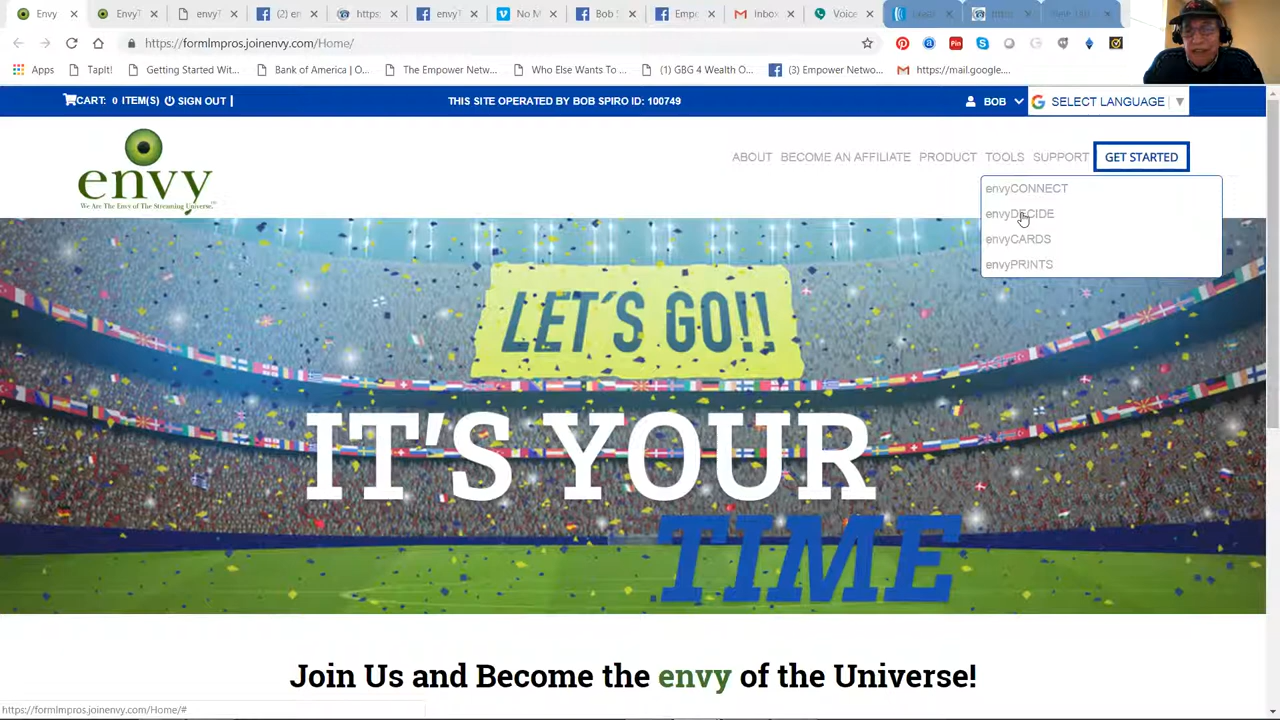 Envy
EnvyT
envyT
(2) en
https
envyT
No M
Bob S
Empo
Inbox
Voice
https://formlmpros.joinenvy.com/Home/
Apps
TapIt!
Getting Started Wit...
Bank of America | O...
The Empower Netw...
Who Else Wants To ...
(1) GBG 4 Wealth O...
(3) Empower Netwo...
https://mail.google....
CART: 0 ITEM(S) SIGN OUT |
THIS SITE OPERATED BY BOB SPIRO ID: 100749
BOB
SELECT LANGUAGE
envy
We Are The Envy of The Streaming Universe.
ABOUT BECOME AN AFFILIATE PRODUCT TOOLS SUPPORT GET STARTED
envyCONNECT
envyDECIDE
envyCARDS
envyPRINTS
LET'S GO!!
IT'S YOUR
TIME
Join Us and Become the envy of the Universe!
https://formlmpros.joinenvy.com/Home/#